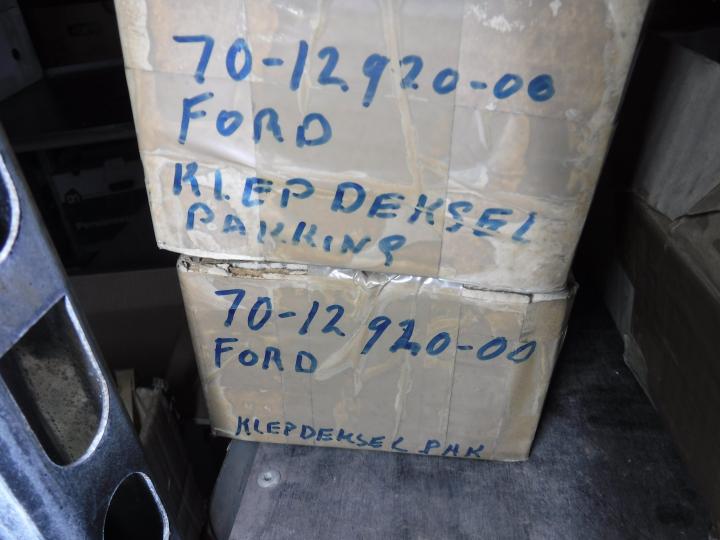 70-12920-00
FORD
KLEPDEKSEL
PAKKING
70-12920-00
FORD
KLEPDEKSEL PAK